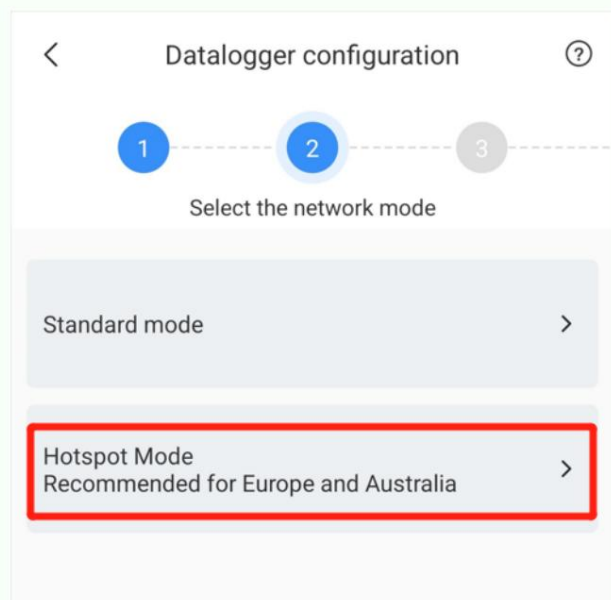 Datalogger configuration
?
1
2
3
Select the network mode
Standard mode
Hotspot Mode
Recommended for Europe and Australia